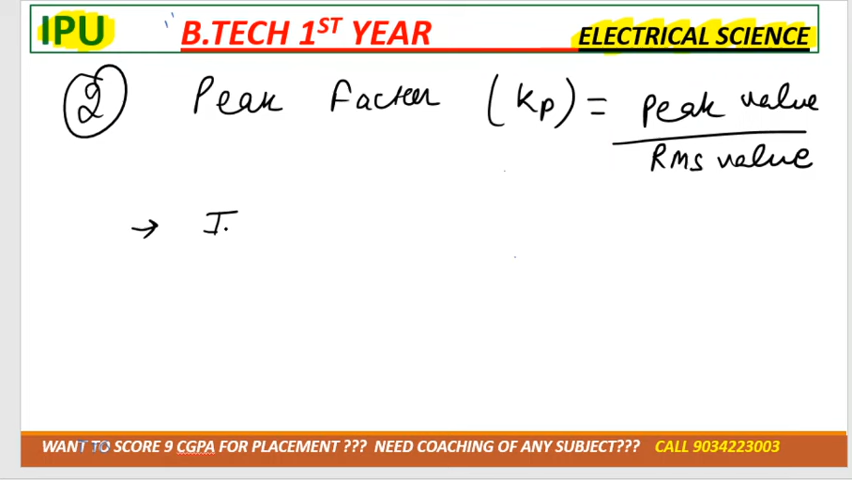 IPU B.TECH 1ST YEAR ELECTRICAL SCIENCE
2 Peak Factor (Kp) = Peak value
RMS value
→ I.
WANT TO SCORE 9 CGPA FOR PLACEMENT ??? NEED COACHING OF ANY SUBJECT??? CALL 9034223003